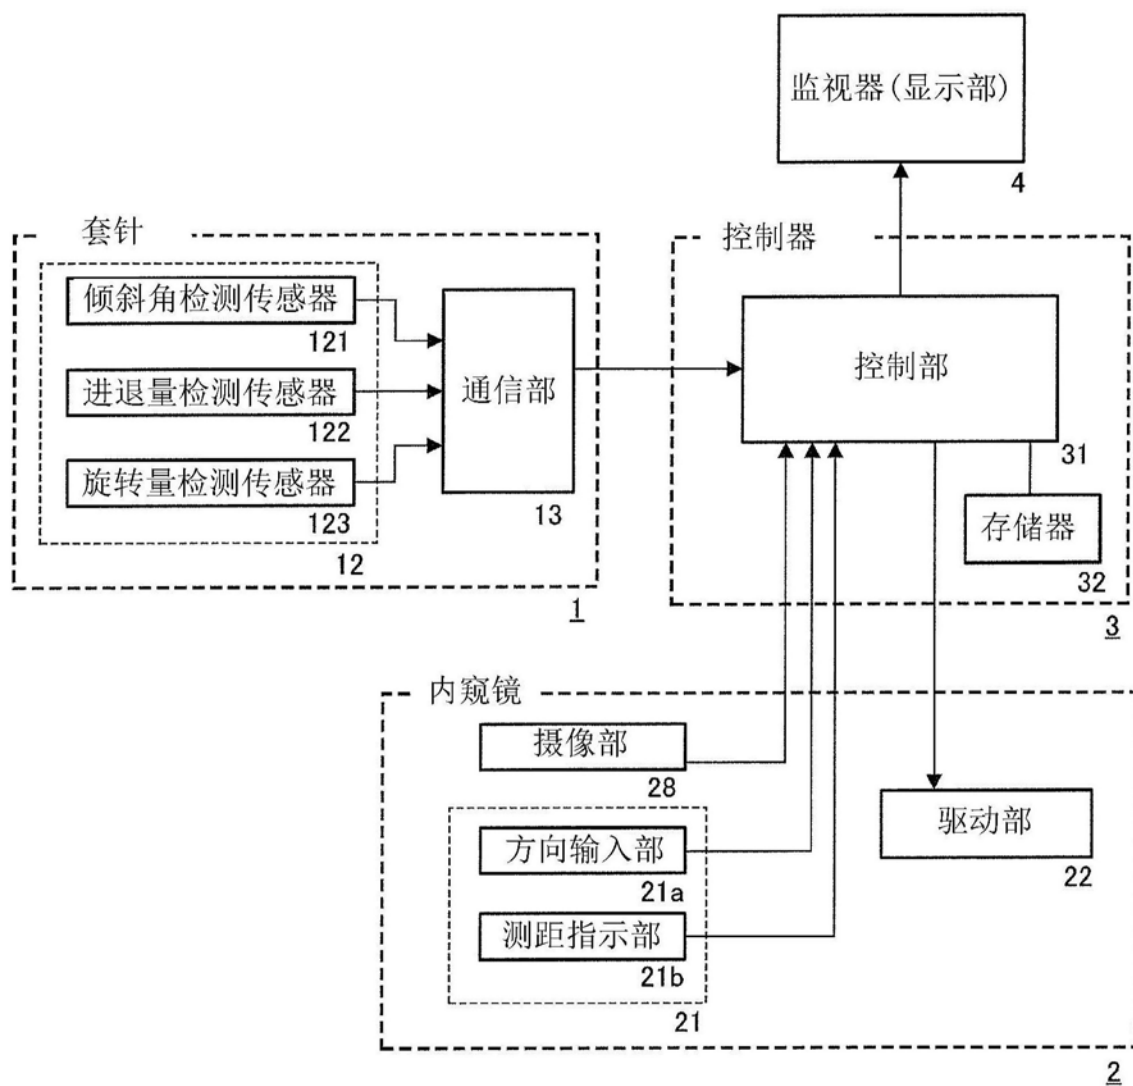 监视器(显示部)
4
套针
控制器
倾斜角检测传感器
121
进退量检测传感器
122
旋转量检测传感器
123
12
通信部
13
1
控制部
31
存储器
32
3
内窥镜
摄像部
28
方向输入部
21a
测距指示部
21b
21
驱动部
22
2